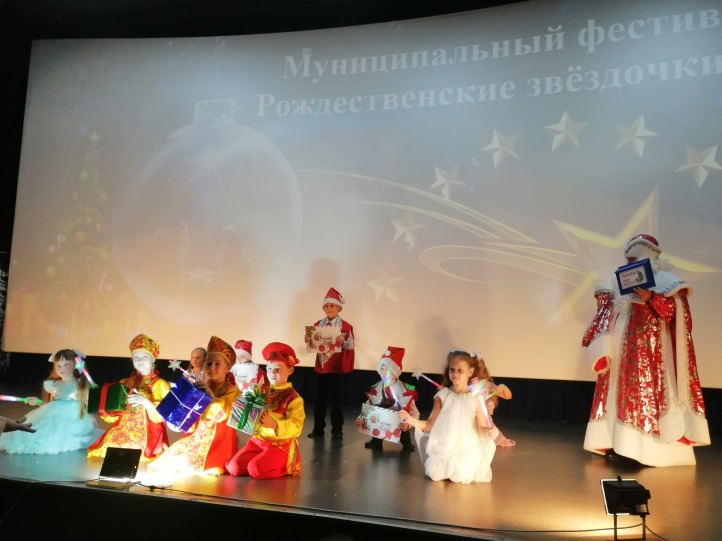 Муниципальный фестив
Рождественские звёздочки